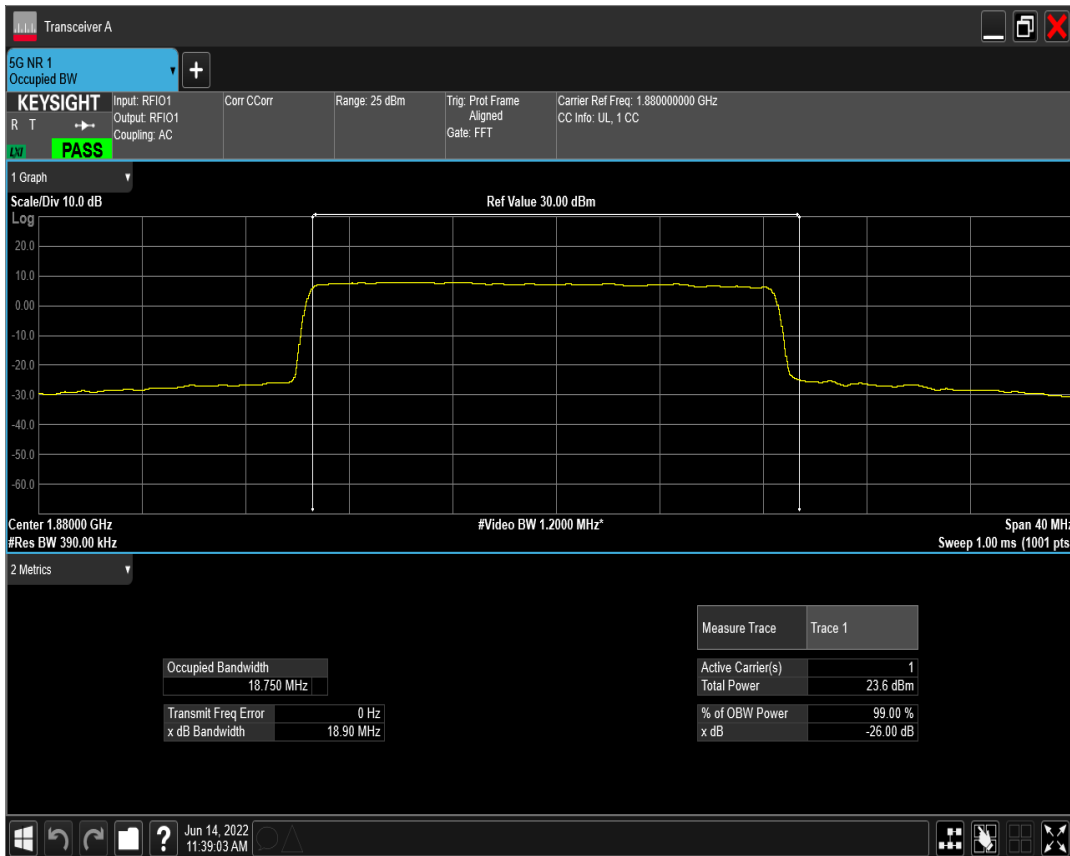 Transceiver A
5G NR 1
Occupied BW
+
KEYSIGHT
R T
LXI
PASS
Input: RFIO1
Output: RFIO1
Coupling: AC
Corr CCorr
Range: 25 dBm
Trig: Prot Frame
Aligned
Gate: FFT
Carrier Ref Freq: 1.880000000 GHz
CC Info: UL, 1 CC
1 Graph
Scale/Div 10.0 dB
Ref Value 30.00 dBm
Log
20.0
10.0
0.00
-10.0
-20.0
-30.0
-40.0
-50.0
-60.0
Center 1.88000 GHz
#Video BW 1.2000 MHz*
Span 40 MHz
#Res BW 390.00 kHz
Sweep 1.00 ms (1001 pts
2 Metrics
Measure Trace Trace 1
Occupied Bandwidth
18.750 MHz
Active Carrier(s) 1
Total Power 23.6 dBm
Transmit Freq Error 0 Hz
x dB Bandwidth 18.90 MHz
% of OBW Power 99.00 %
x dB -26.00 dB
?
Jun 14, 2022
11:39:03 AM